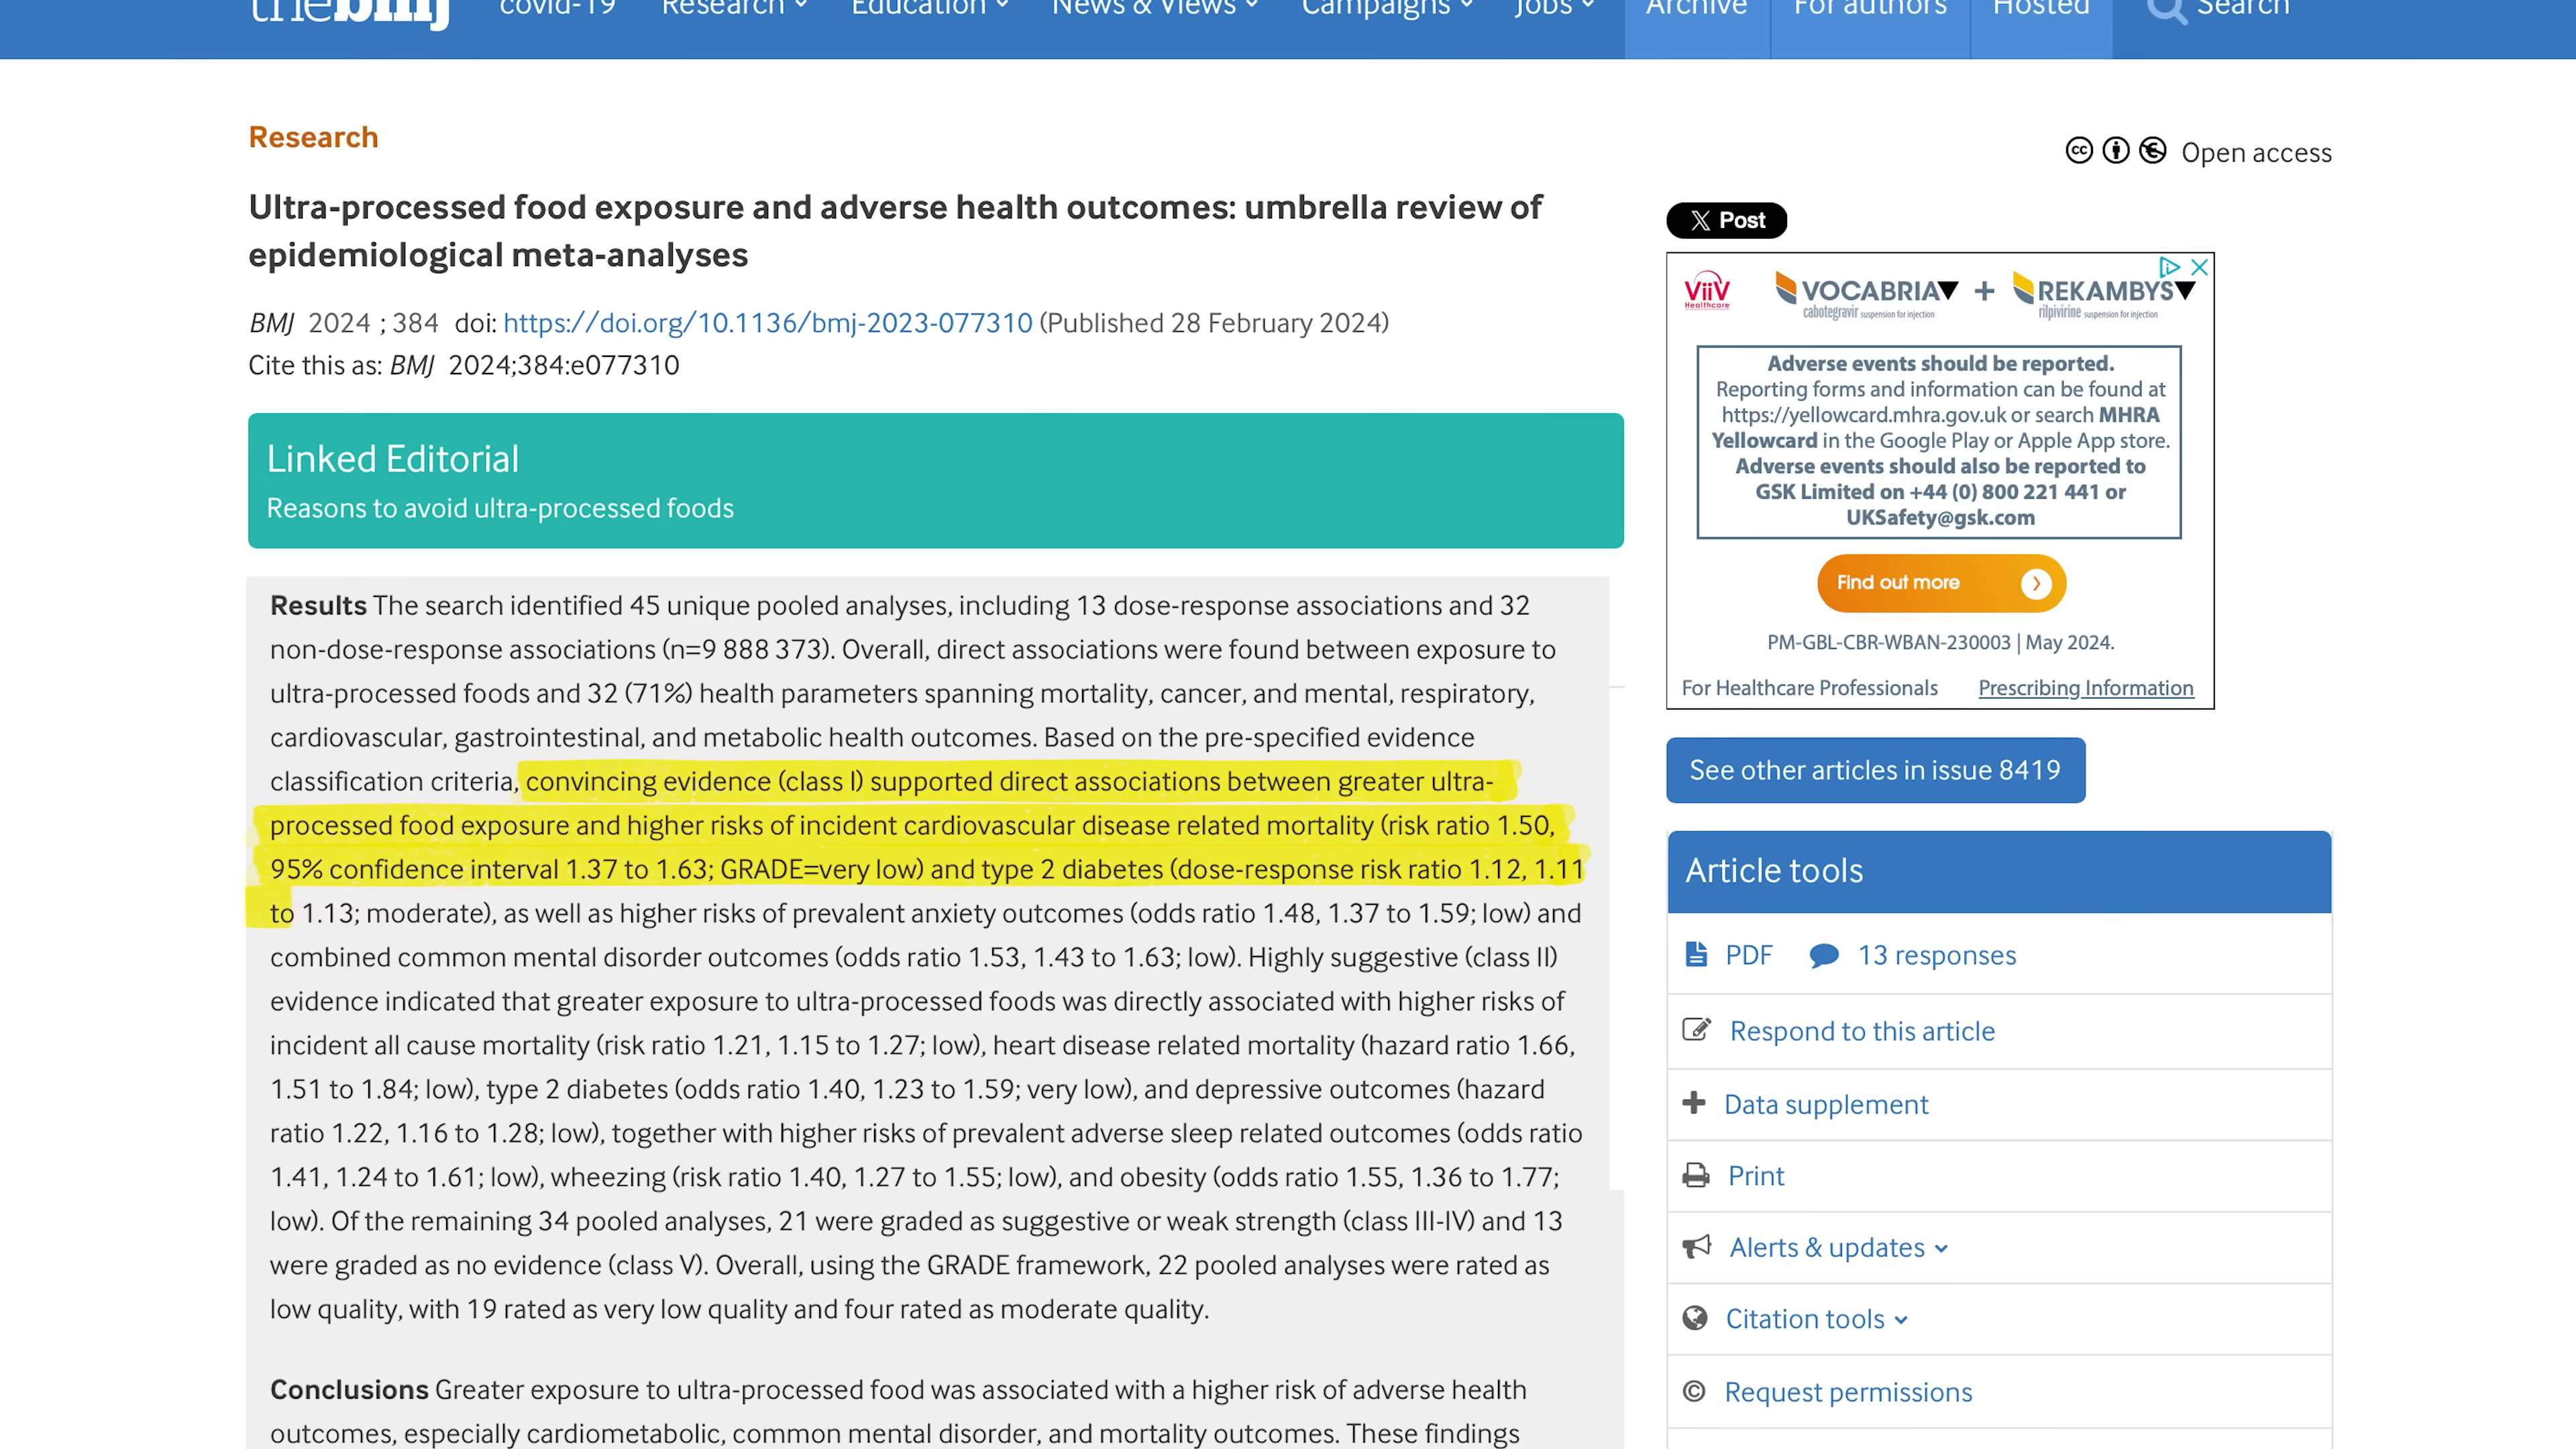 thebmj
covid-19 Research Education News & Views Campaigns Jobs Archive For authors Hosted Search
Research
Open access
Ultra-processed food exposure and adverse health outcomes: umbrella review of
epidemiological meta-analyses
BMJ 2024 ; 384 doi: https://doi.org/10.1136/bmj-2023-077310 (Published 28 February 2024)
Cite this as: BMJ 2024;384:e077310
Linked Editorial
Reasons to avoid ultra-processed foods
Results The search identified 45 unique pooled analyses, including 13 dose-response associations and 32
non-dose-response associations (n=9 888 373). Overall, direct associations were found between exposure to
ultra-processed foods and 32 (71%) health parameters spanning mortality, cancer, and mental, respiratory,
cardiovascular, gastrointestinal, and metabolic health outcomes. Based on the pre-specified evidence
classification criteria, convincing evidence (class I) supported direct associations between greater ultra-
processed food exposure and higher risks of incident cardiovascular disease related mortality (risk ratio 1.50,
95% confidence interval 1.37 to 1.63; GRADE=very low) and type 2 diabetes (dose-response risk ratio 1.12, 1.11
to 1.13; moderate), as well as higher risks of prevalent anxiety outcomes (odds ratio 1.48, 1.37 to 1.59; low) and
combined common mental disorder outcomes (odds ratio 1.53, 1.43 to 1.63; low). Highly suggestive (class II)
evidence indicated that greater exposure to ultra-processed foods was directly associated with higher risks of
incident all cause mortality (risk ratio 1.21, 1.15 to 1.27; low), heart disease related mortality (hazard ratio 1.66,
1.51 to 1.84; low), type 2 diabetes (odds ratio 1.40, 1.23 to 1.59; very low), and depressive outcomes (hazard
ratio 1.22, 1.16 to 1.28; low), together with higher risks of prevalent adverse sleep related outcomes (odds ratio
1.41, 1.24 to 1.61; low), wheezing (risk ratio 1.40, 1.27 to 1.55; low), and obesity (odds ratio 1.55, 1.36 to 1.77;
low). Of the remaining 34 pooled analyses, 21 were graded as suggestive or weak strength (class III-IV) and 13
were graded as no evidence (class V). Overall, using the GRADE framework, 22 pooled analyses were rated as
low quality, with 19 rated as very low quality and four rated as moderate quality.
Conclusions Greater exposure to ultra-processed food was associated with a higher risk of adverse health
outcomes, especially cardiometabolic, common mental disorder, and mortality outcomes. These findings
X Post
ViiV
Healthcare
VOCABRIA▼ + REKAMBYS▼
cabotegravir suspension for injection rilpivirine suspension for injection
Adverse events should be reported.
Reporting forms and information can be found at
https://yellowcard.mhra.gov.uk or search MHRA
Yellowcard in the Google Play or Apple App store.
Adverse events should also be reported to
GSK Limited on +44 (0) 800 221 441 or
UKSafety@gsk.com
Find out more
PM-GBL-CBR-WBAN-230003 | May 2024.
For Healthcare Professionals Prescribing Information
See other articles in issue 8419
Article tools
PDF 13 responses
Respond to this article
Data supplement
Print
Alerts & updates
Citation tools
Request permissions